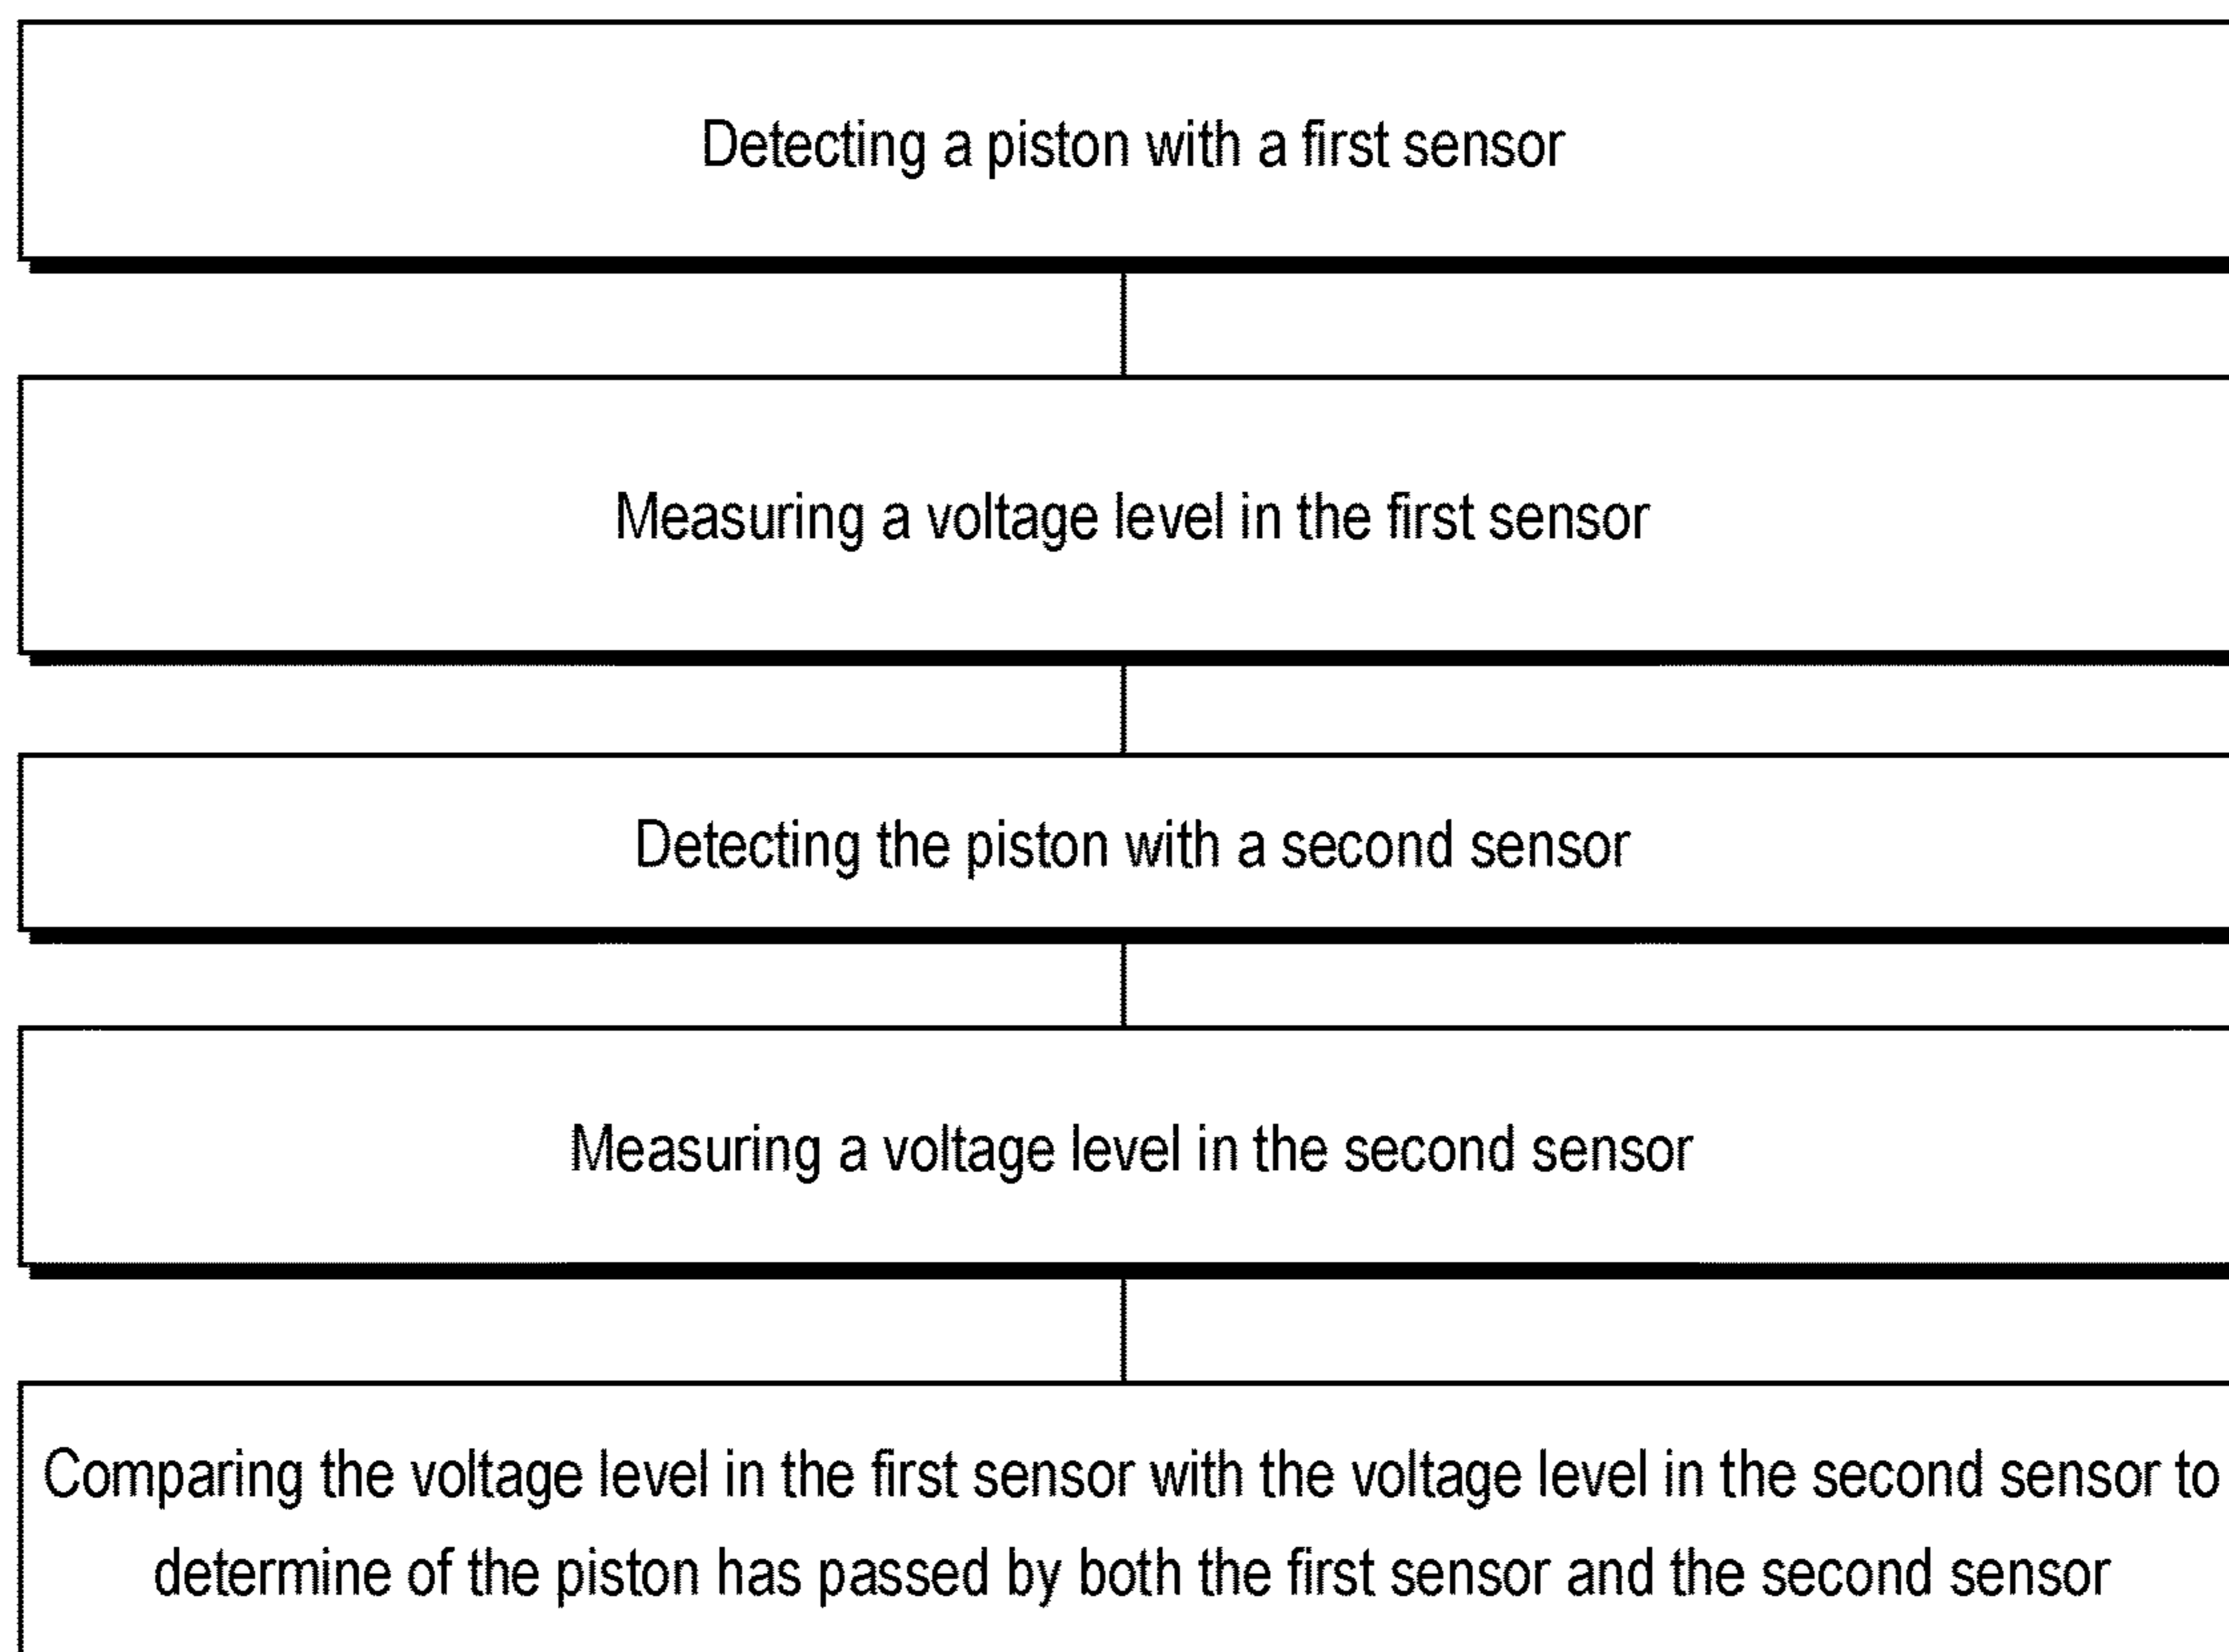 Detecting a piston with a first sensor
Measuring a voltage level in the first sensor
Detecting the piston with a second sensor
Measuring a voltage level in the second sensor
Comparing the voltage level in the first sensor with the voltage level in the second sensor to
determine of the piston has passed by both the first sensor and the second sensor